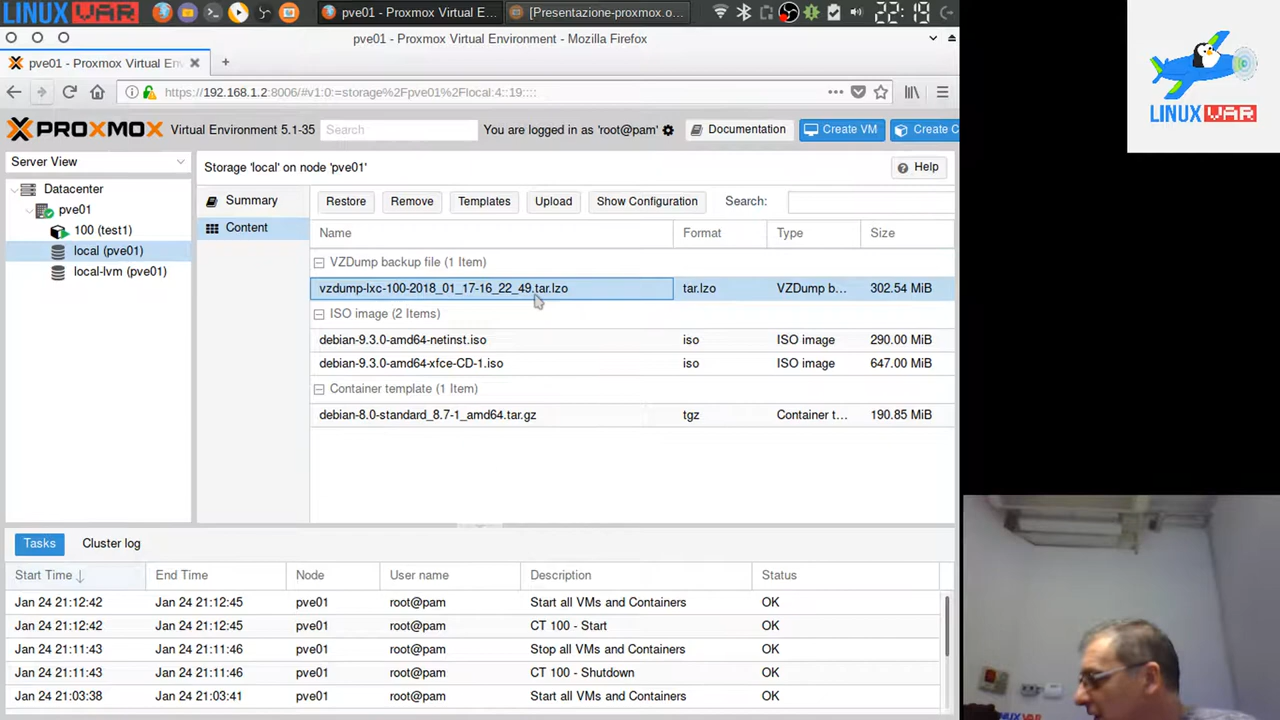 LINUX WAR
pve01 - Proxmox Virtual E...
[Presentazione-proxmox.o...
22:19
pve01 - Proxmox Virtual Environment - Mozilla Firefox
pve01 - Proxmox Virtual En
https://192.168.1.2:8006/#v1:0:=storage%2Fpve01%2Flocal:4::19::::
PROXMOX
Virtual Environment 5.1-35
Search
You are logged in as 'root@pam'
Documentation
Create VM
Create C
Server View
Storage 'local' on node 'pve01'
Help
Datacenter
pve01
100 (test1)
local (pve01)
local-lvm (pve01)
Summary
Content
Restore
Remove
Templates
Upload
Show Configuration
Search:
Name Format Type Size
VZDump backup file (1 Item)
vzdump-lxc-100-2018_01_17-16_22_49.tar.lzo tar.lzo VZDump b... 302.54 MiB
ISO image (2 Items)
debian-9.3.0-amd64-netinst.iso iso ISO image 290.00 MiB
debian-9.3.0-amd64-xfce-CD-1.iso iso ISO image 647.00 MiB
Container template (1 Item)
debian-8.0-standard_8.7-1_amd64.tar.gz tgz Container t... 190.85 MiB
Tasks
Cluster log
Start Time End Time Node User name Description Status
Jan 24 21:12:42 Jan 24 21:12:45 pve01 root@pam Start all VMs and Containers OK
Jan 24 21:12:42 Jan 24 21:12:45 pve01 root@pam CT 100 - Start OK
Jan 24 21:11:43 Jan 24 21:11:46 pve01 root@pam Stop all VMs and Containers OK
Jan 24 21:11:43 Jan 24 21:11:46 pve01 root@pam CT 100 - Shutdown OK
Jan 24 21:03:38 Jan 24 21:03:41 pve01 root@pam Start all VMs and Containers OK
LINUX WAR